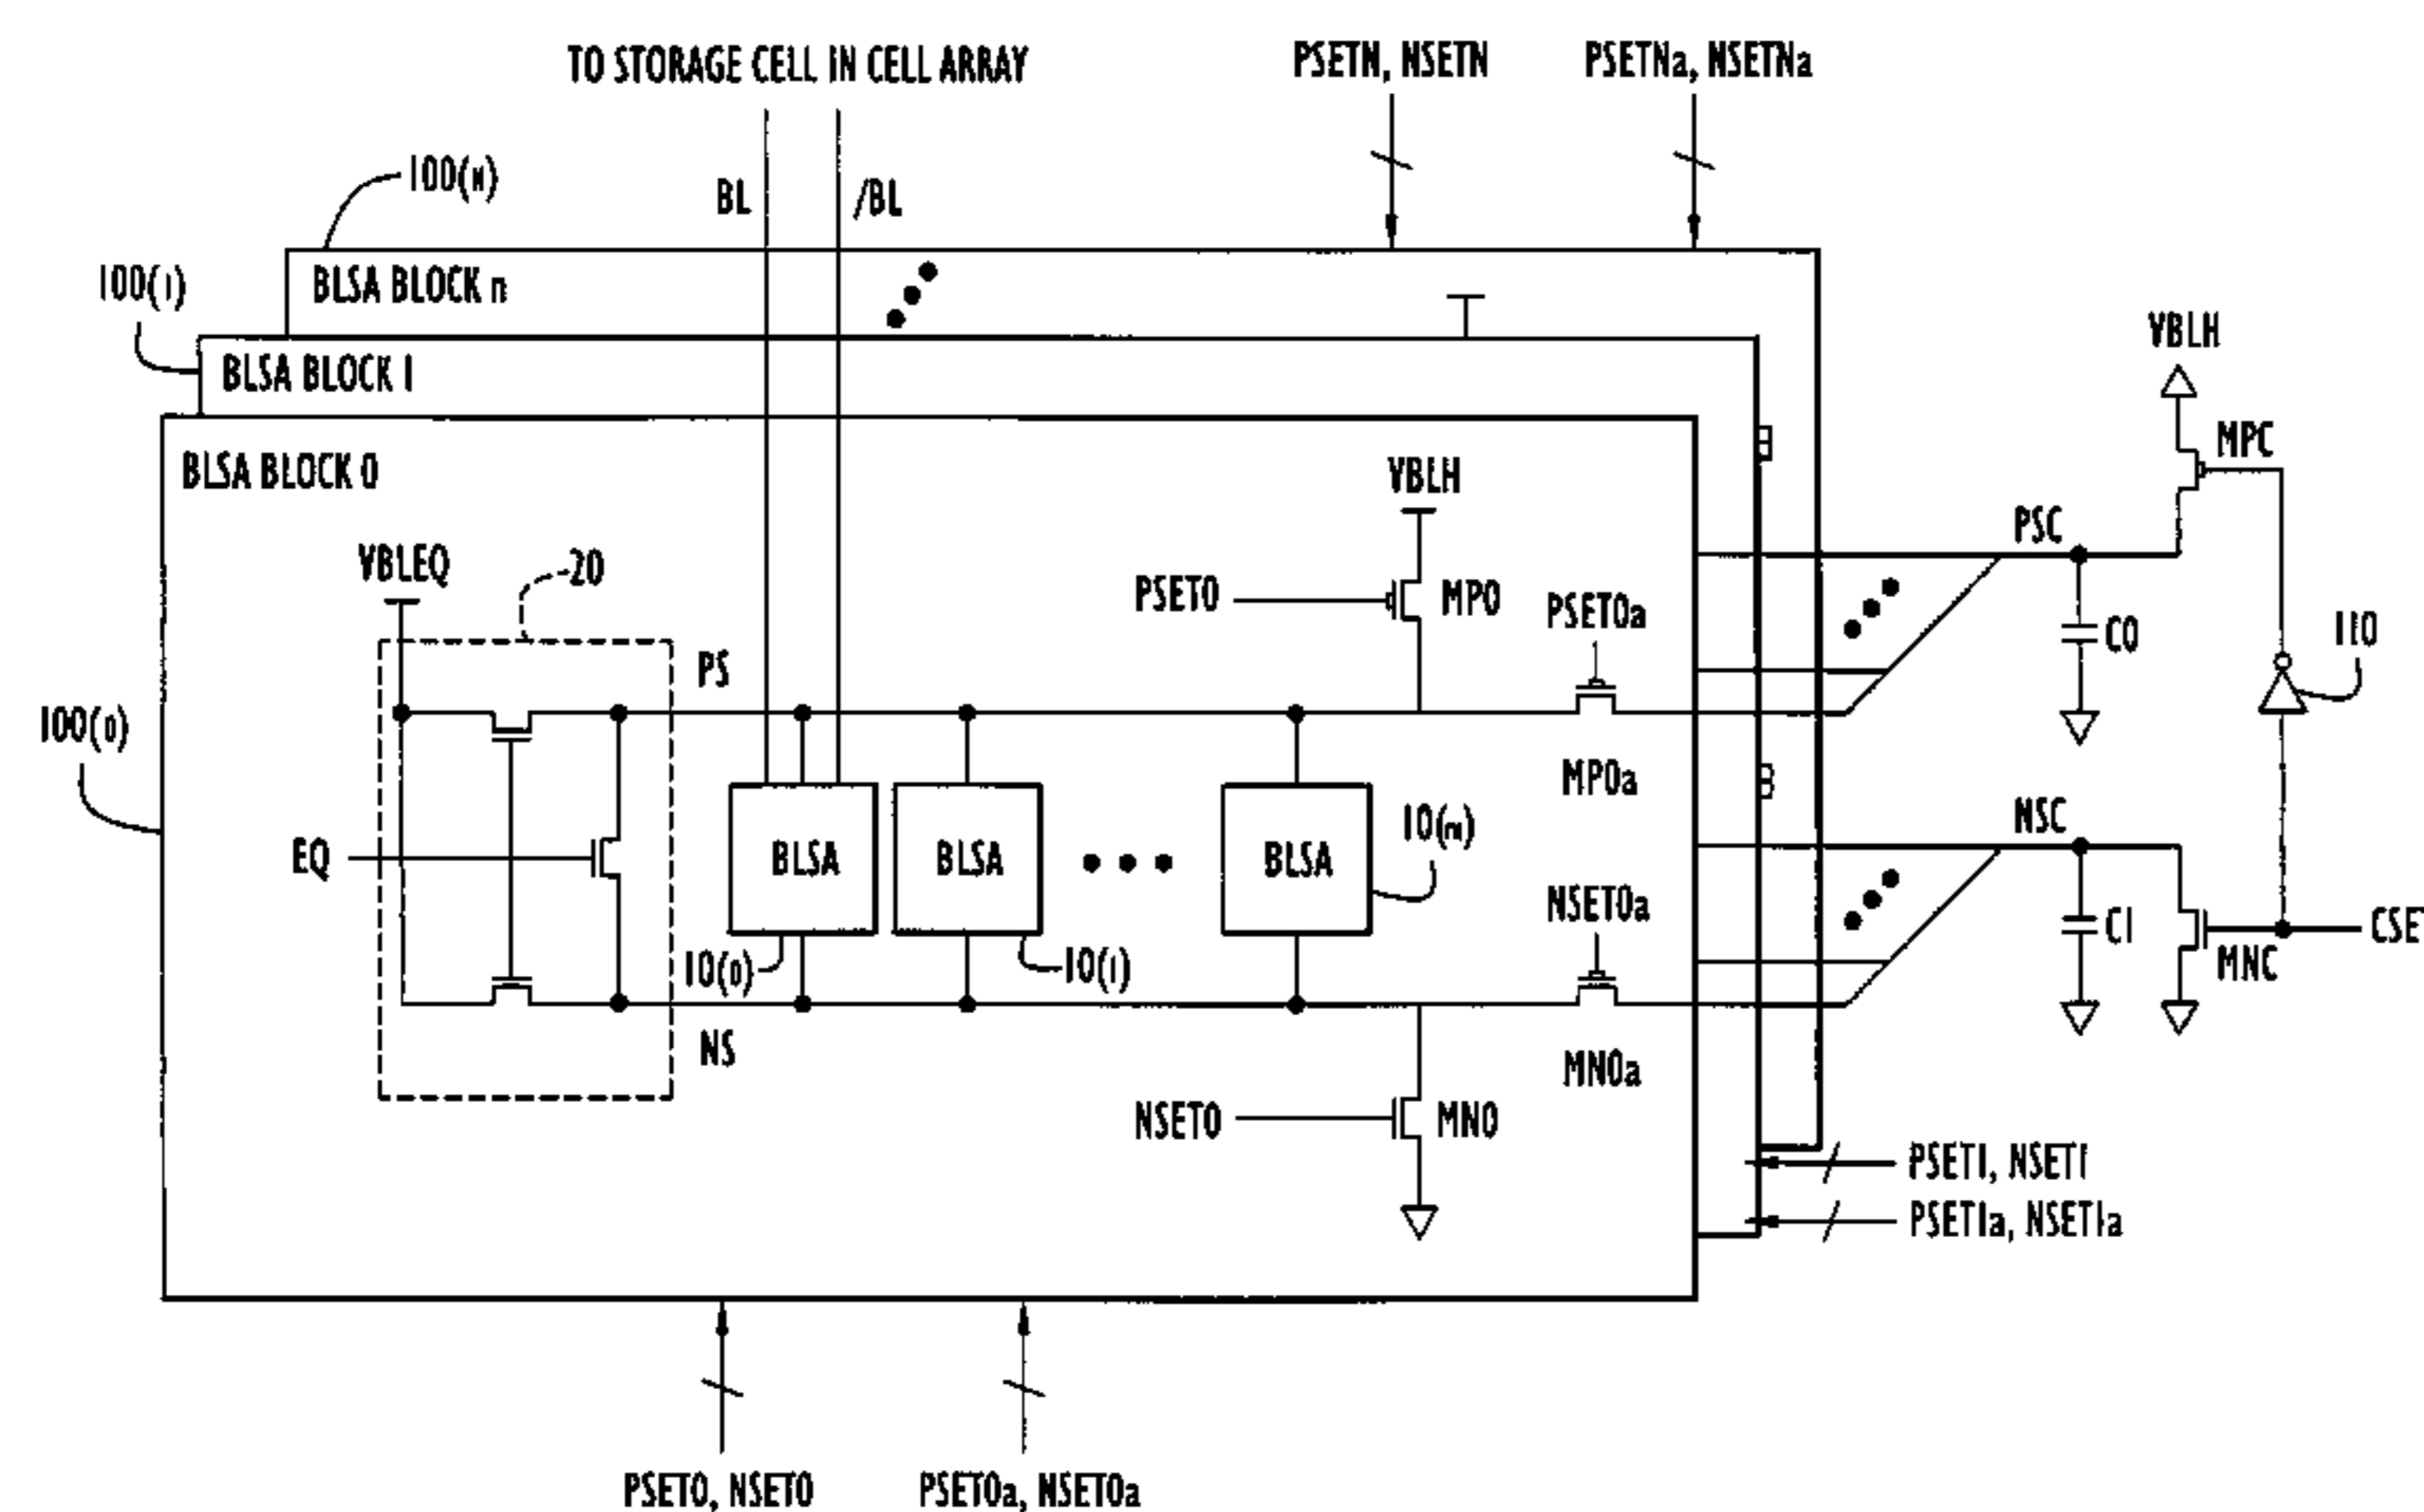 TO STORAGE CELL IN CELL ARRAY
PSETN, NSETN
PSETNa, NSETNa
100(N)
BL
/BL
100(1)
BLSA BLOCK n
VBLH
BLSA BLOCK 1
MPC
BLSA BLOCK 0
VBLH
PSC
VBLEQ
20
PSET0
MP0
PSET0a
C0
110
PS
100(0)
MP0a
NSC
10(m)
EQ
BLSA
BLSA
BLSA
NSET0a
C1
CSE
MNC
10(0)
10(1)
NS
MN0a
NSET0
MN0
PSET1, NSET1
PSET1a, NSET1a
PSET0, NSET0
PSET0a, NSET0a